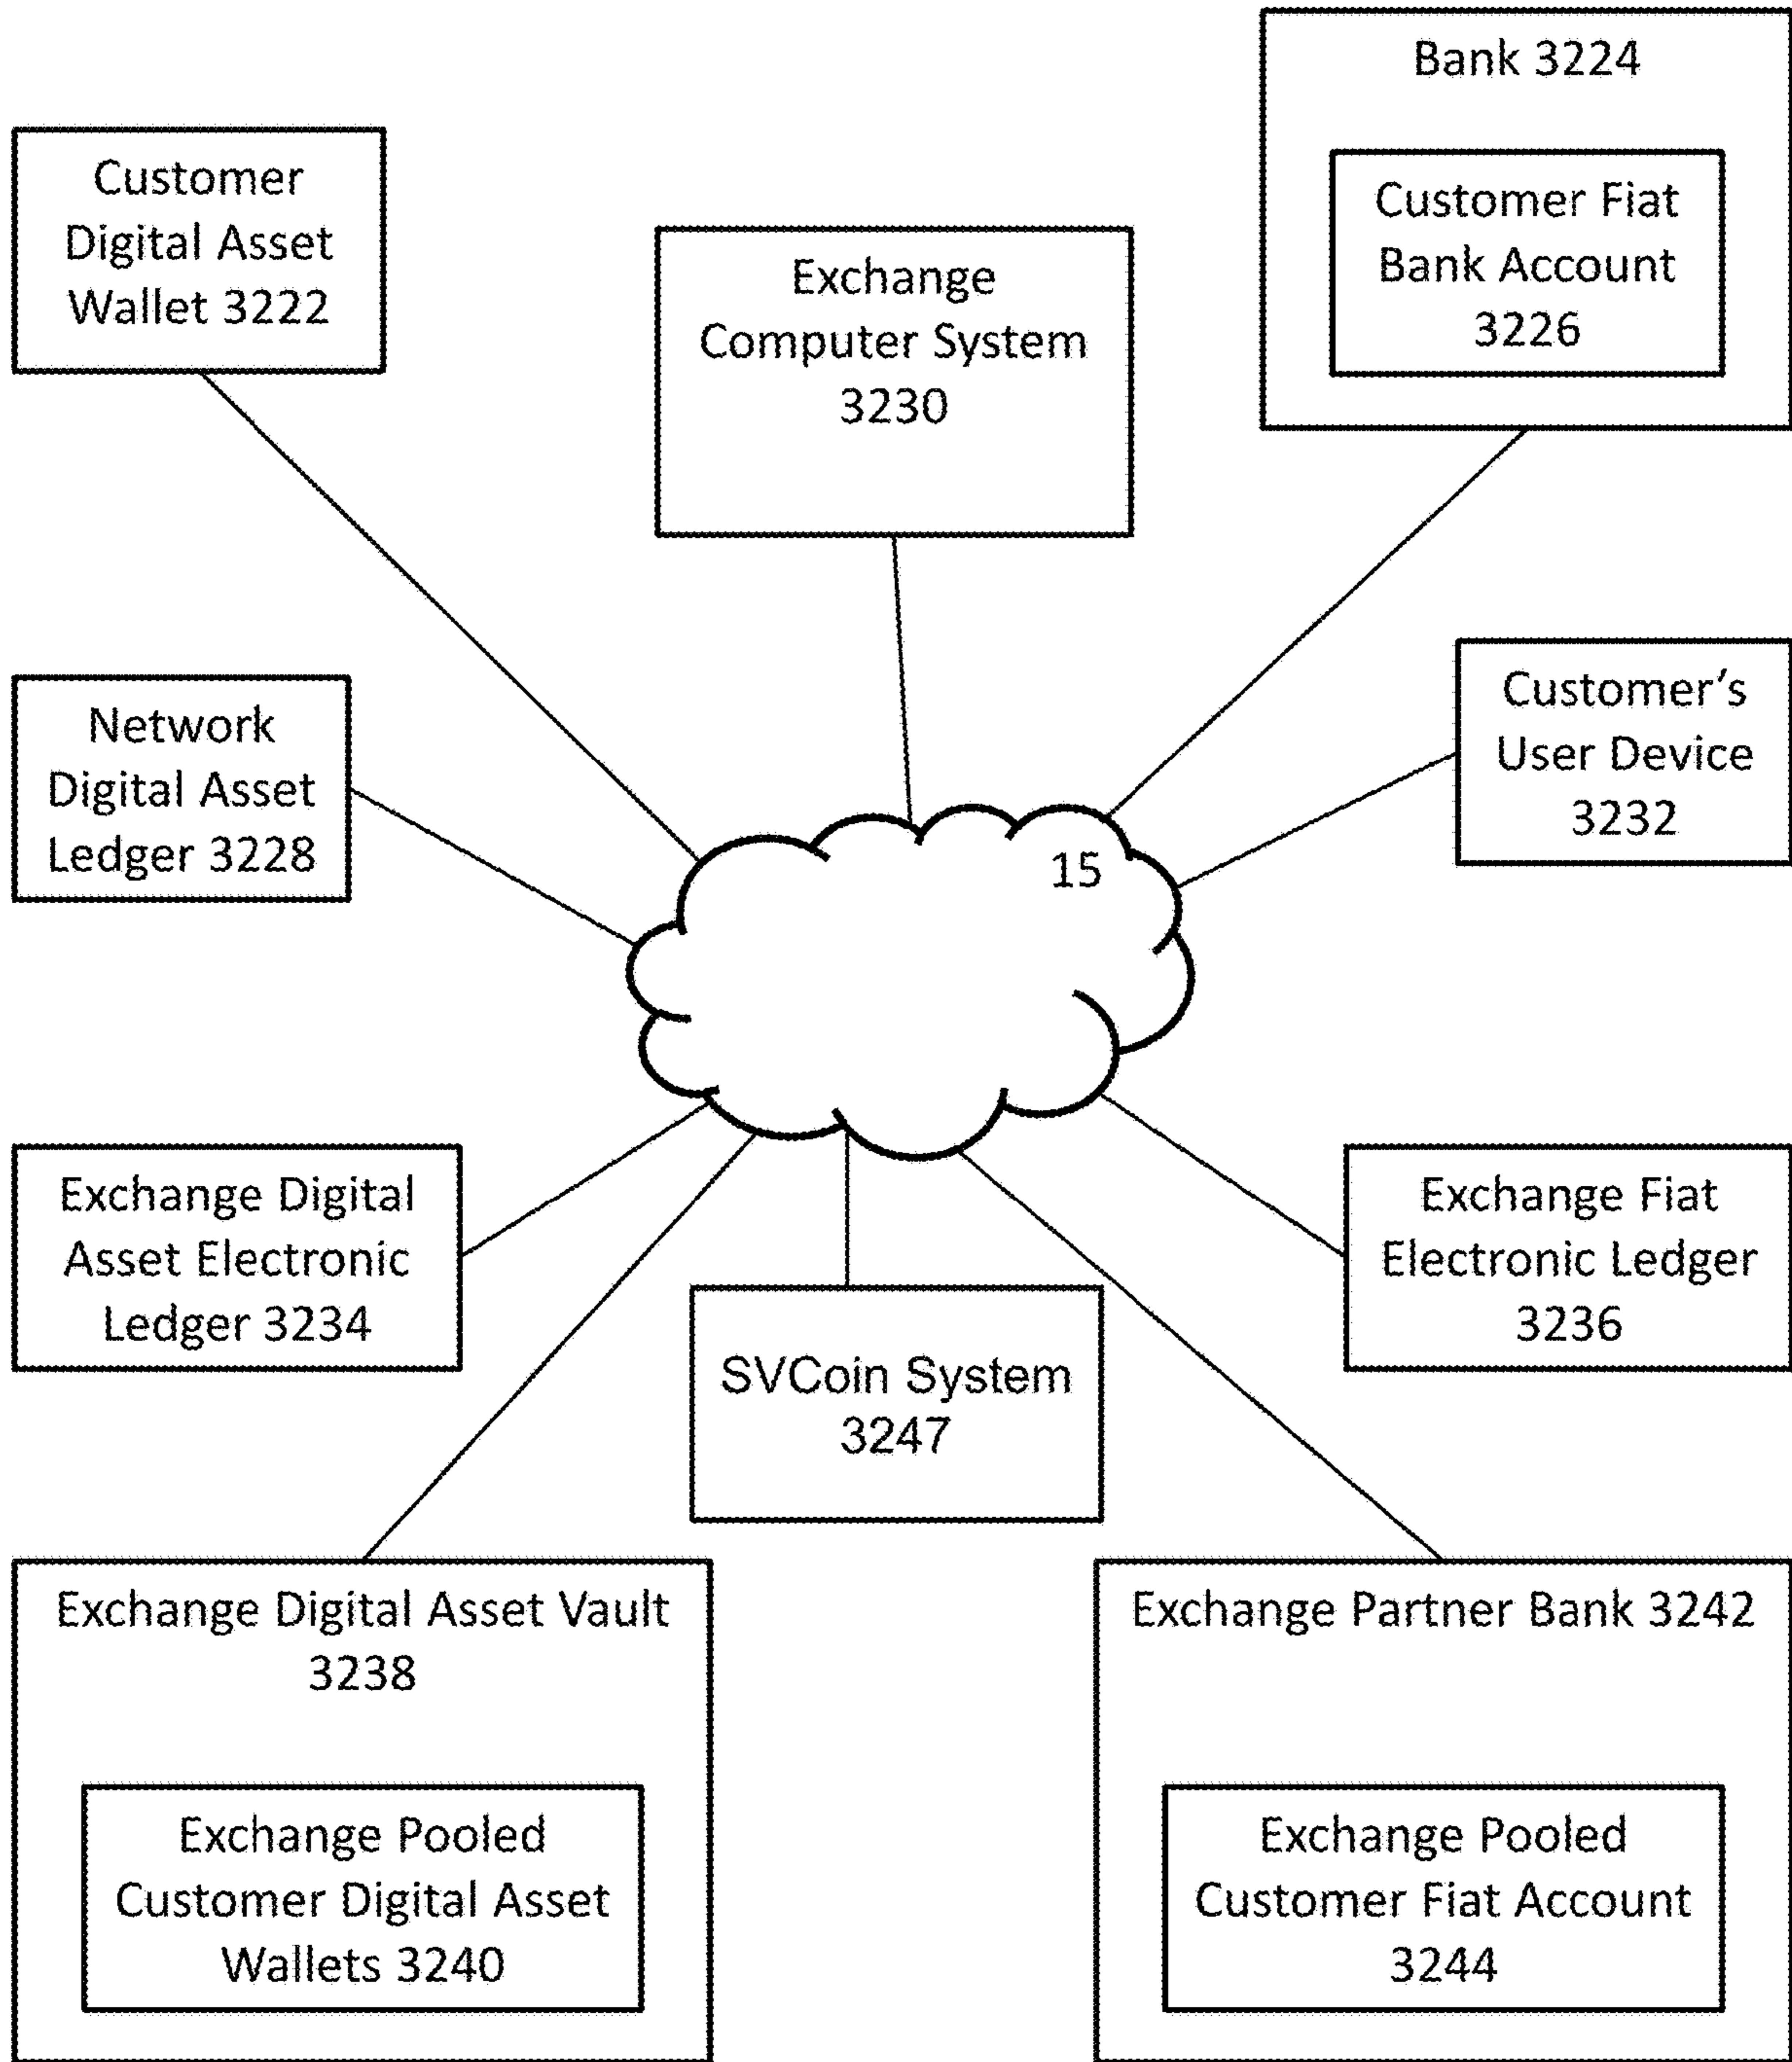 Bank 3224
Customer
Digital Asset
Wallet 3222
Customer Fiat
Bank Account
3226
Exchange
Computer System
3230
Network
Digital Asset
Ledger 3228
Customer’s
User Device
3232
15
Exchange Digital
Asset Electronic
Ledger 3234
Exchange Fiat
Electronic Ledger
3236
SVCoin System
3247
Exchange Digital Asset Vault
3238
Exchange Pooled
Customer Digital Asset
Wallets 3240
Exchange Partner Bank 3242
Exchange Pooled
Customer Fiat Account
3244